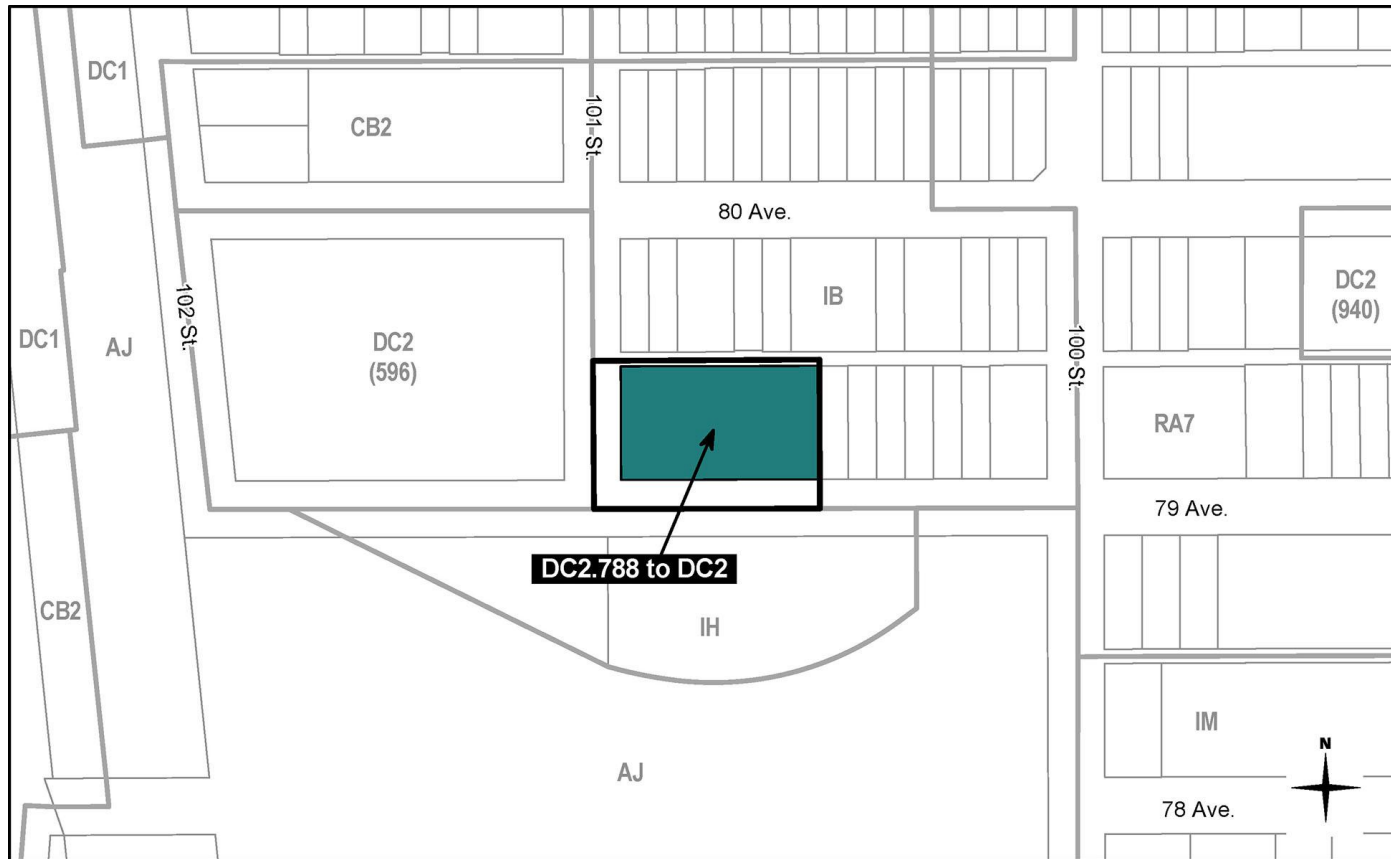 DC1
CB2
101 St.
80 Ave.
DC1
AJ
102 St.
DC2
(596)
IB
100 St.
DC2
(940)
RA7
79 Ave.
DC2.788 to DC2
CB2
IH
IM
AJ
N
78 Ave.